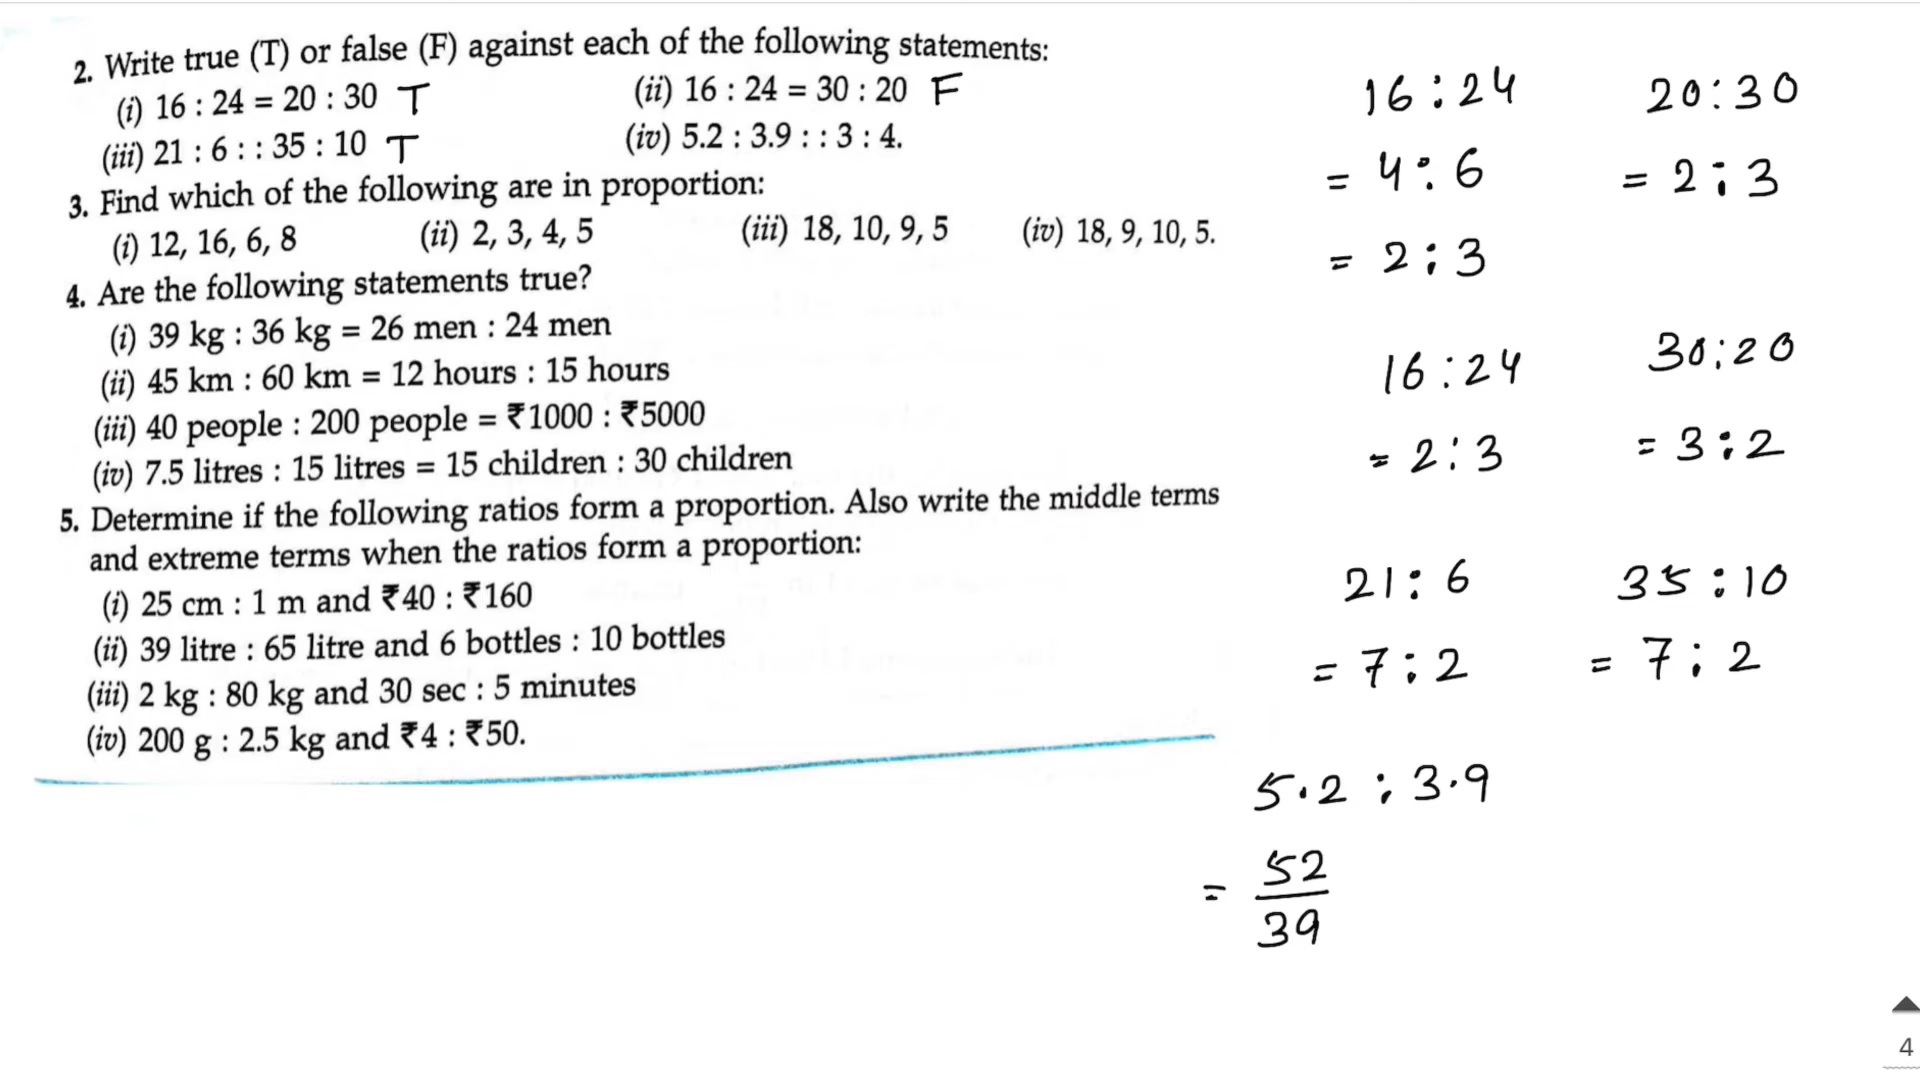 2. Write true (T) or false (F) against each of the following statements:
(i) 16 : 24 = 20 : 30 T (ii) 16 : 24 = 30 : 20 F
(iii) 21 : 6 : : 35 : 10 T (iv) 5.2 : 3.9 : : 3 : 4.
3. Find which of the following are in proportion:
(i) 12, 16, 6, 8 (ii) 2, 3, 4, 5 (iii) 18, 10, 9, 5 (iv) 18, 9, 10, 5.
4. Are the following statements true?
(i) 39 kg : 36 kg = 26 men : 24 men
(ii) 45 km : 60 km = 12 hours : 15 hours
(iii) 40 people : 200 people = ₹1000 : ₹5000
(iv) 7.5 litres : 15 litres = 15 children : 30 children
5. Determine if the following ratios form a proportion. Also write the middle terms
and extreme terms when the ratios form a proportion:
(i) 25 cm : 1 m and ₹40 : ₹160
(ii) 39 litre : 65 litre and 6 bottles : 10 bottles
(iii) 2 kg : 80 kg and 30 sec : 5 minutes
(iv) 200 g : 2.5 kg and ₹4 : ₹50.
16 : 24 20 : 30
= 4 : 6 = 2 : 3
= 2 : 3
16 : 24 30 : 20
= 2 : 3 = 3 : 2
21 : 6 35 : 10
= 7 : 2 = 7 : 2
5.2 : 3.9
= 52
39
4